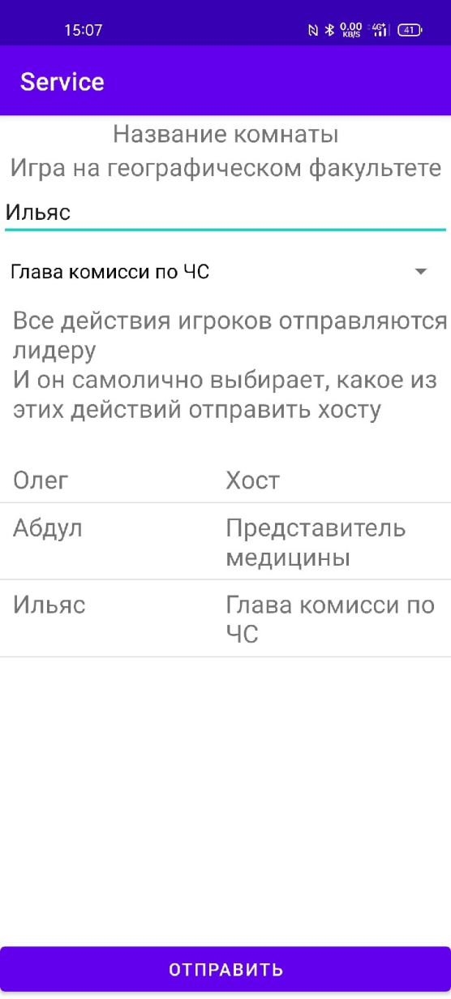 15:07
0.00
KB/S
4G+
41
Service
Название комнаты
Игра на географическом факультете
Ильяс
Глава комисси по ЧС
Все действия игроков отправляются
лидеру
И он самолично выбирает, какое из
этих действий отправить хосту
Олег Хост
Абдул Представитель
медицины
Ильяс Глава комисси по
ЧС
ОТПРАВИТЬ